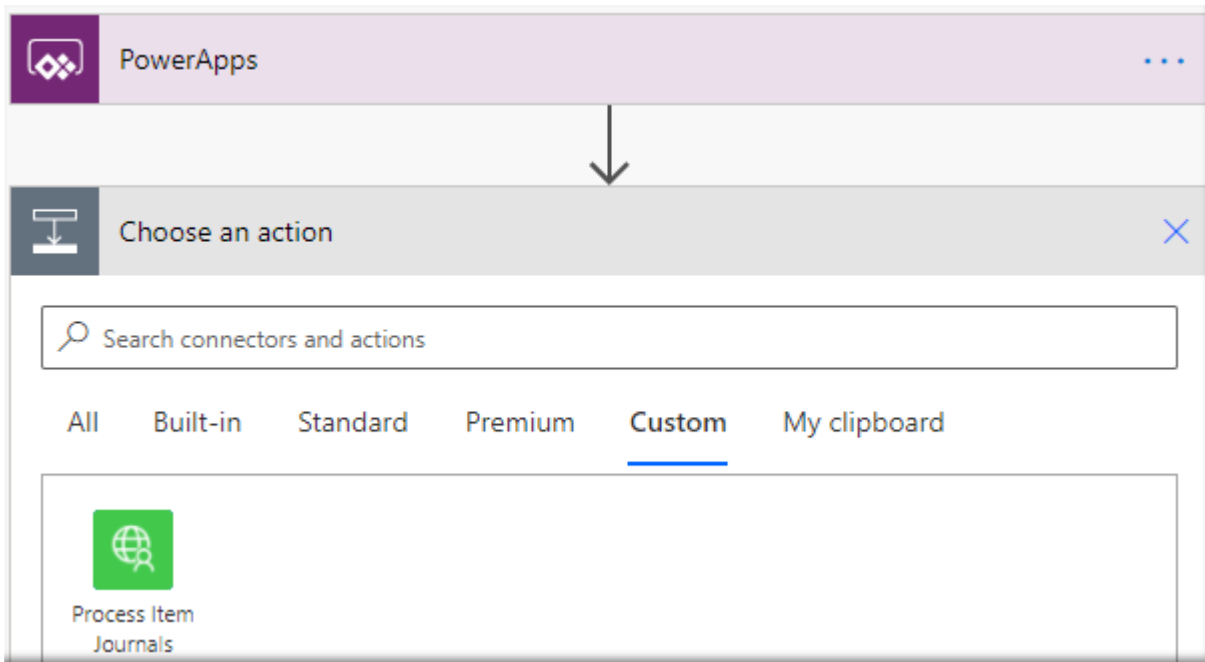 PowerApps
Choose an action
Search connectors and actions
All Built-in Standard Premium Custom My clipboard
Process Item
Journals